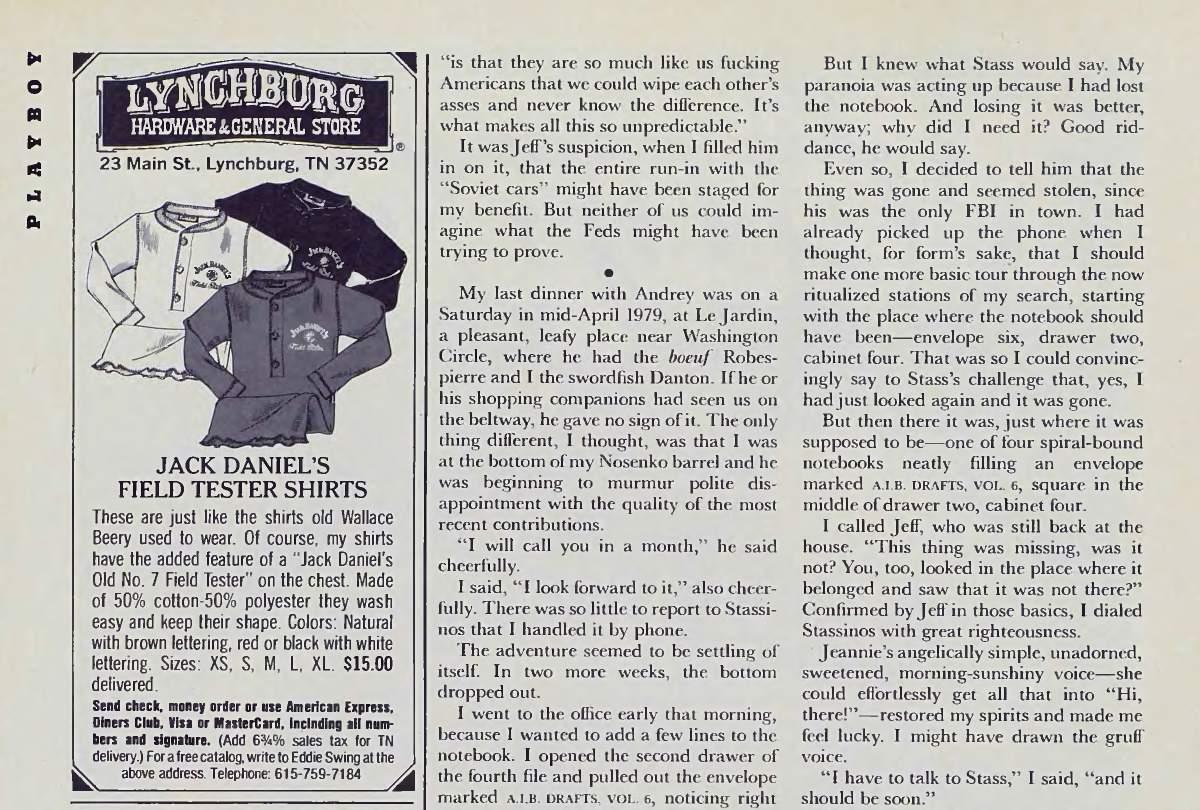 PLAYBOY
LYNCHBURG
HARDWARE & GENERAL STORE
®
23 Main St., Lynchburg, TN 37352
JACK DANIEL'S
JACK DANIEL'S
Field Tester
JACK DANIEL'S
Field Tester
JACK DANIEL'S
FIELD TESTER SHIRTS
These are just like the shirts old Wallace
Beery used to wear. Of course, my shirts
have the added feature of a "Jack Daniel's
Old No. 7 Field Tester" on the chest. Made
of 50% cotton-50% polyester they wash
easy and keep their shape. Colors: Natural
with brown lettering, red or black with white
lettering. Sizes: XS, S, M, L, XL. $15.00
delivered.
Send check, money order or use American Express,
Diners Club, Visa or MasterCard, including all num-
bers and signature. (Add 6¾% sales tax for TN
delivery.) For a free catalog, write to Eddie Swing at the
above address. Telephone: 615-759-7184
“is that they are so much like us fucking
Americans that we could wipe each other’s
asses and never know the difference. It’s
what makes all this so unpredictable.”
It was Jeff’s suspicion, when I filled him
in on it, that the entire run-in with the
“Soviet cars” might have been staged for
my benefit. But neither of us could im-
agine what the Feds might have been
trying to prove.
●
My last dinner with Andrey was on a
Saturday in mid-April 1979, at Le Jardin,
a pleasant, leafy place near Washington
Circle, where he had the boeuf Robes-
pierre and I the swordfish Danton. If he or
his shopping companions had seen us on
the beltway, he gave no sign of it. The only
thing different, I thought, was that I was
at the bottom of my Nosenko barrel and he
was beginning to murmur polite dis-
appointment with the quality of the most
recent contributions.
“I will call you in a month,” he said
cheerfully.
I said, “I look forward to it,” also cheer-
fully. There was so little to report to Stassi-
nos that I handled it by phone.
The adventure seemed to be settling of
itself. In two more weeks, the bottom
dropped out.
I went to the office early that morning,
because I wanted to add a few lines to the
notebook. I opened the second drawer of
the fourth file and pulled out the envelope
marked A.I.B. DRAFTS, VOL. 6, noticing right
But I knew what Stass would say. My
paranoia was acting up because I had lost
the notebook. And losing it was better,
anyway; why did I need it? Good rid-
dance, he would say.
Even so, I decided to tell him that the
thing was gone and seemed stolen, since
his was the only FBI in town. I had
already picked up the phone when I
thought, for form’s sake, that I should
make one more basic tour through the now
ritualized stations of my search, starting
with the place where the notebook should
have been—envelope six, drawer two,
cabinet four. That was so I could convinc-
ingly say to Stass’s challenge that, yes, I
had just looked again and it was gone.
But then there it was, just where it was
supposed to be—one of four spiral-bound
notebooks neatly filling an envelope
marked A.I.B. DRAFTS, VOL. 6, square in the
middle of drawer two, cabinet four.
I called Jeff, who was still back at the
house. “This thing was missing, was it
not? You, too, looked in the place where it
belonged and saw that it was not there?”
Confirmed by Jeff in those basics, I dialed
Stassinos with great righteousness.
Jeannie’s angelically simple, unadorned,
sweetened, morning-sunshiny voice—she
could effortlessly get all that into “Hi,
there!”—restored my spirits and made me
feel lucky. I might have drawn the gruff
voice.
“I have to talk to Stass,” I said, “and it
should be soon.”